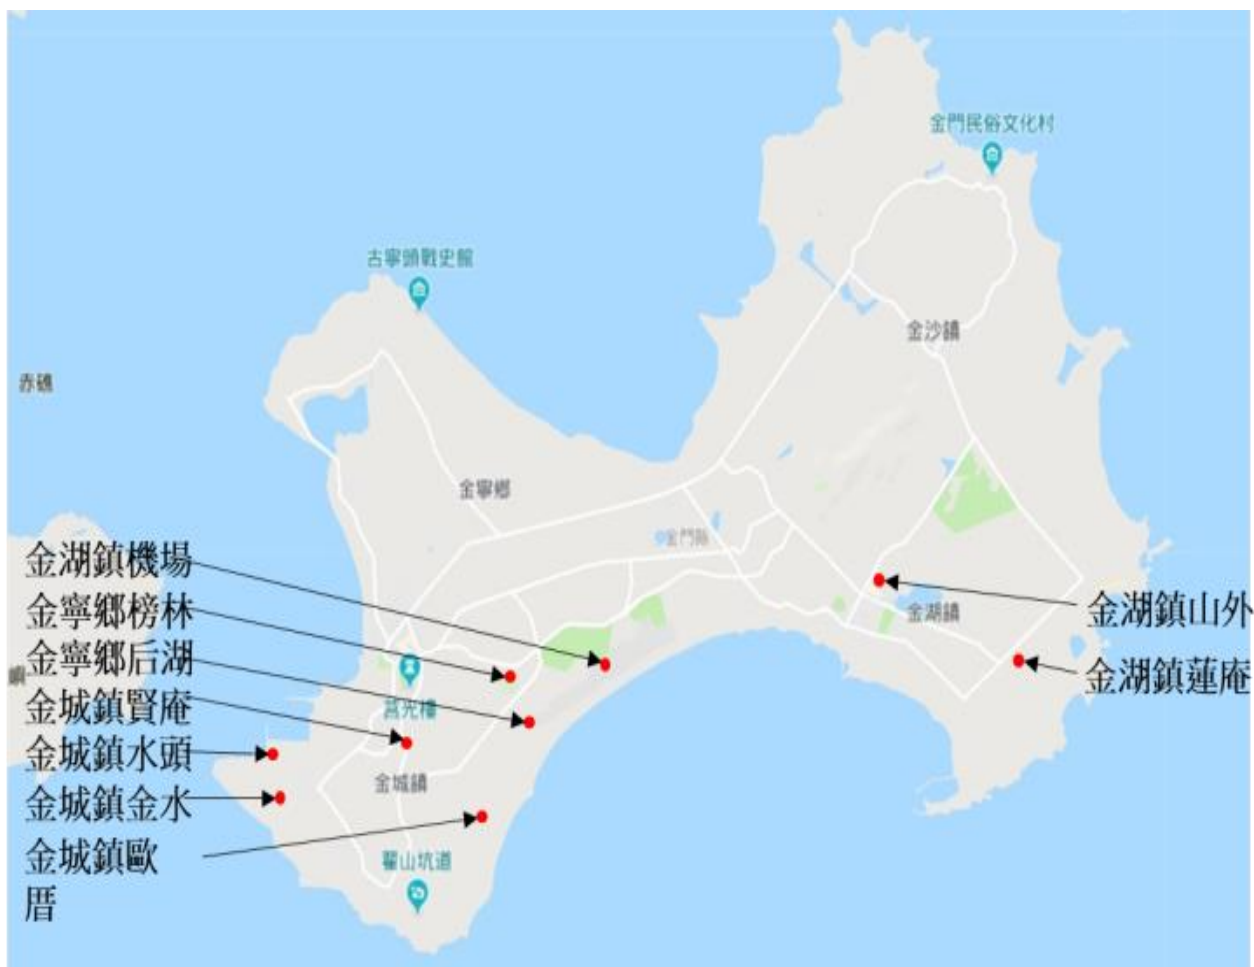 金門民俗文化村
古寧頭戰史館
金沙鎮
赤礁
金寧鄉
金門縣
金湖鎮機場
金寧鄉榜林
金寧鄉后湖
金城鎮賢庵
金城鎮水頭
金城鎮金水
金城鎮歐
厝
莒光樓
金城鎮
翟山坑道
金湖鎮
金湖鎮山外
金湖鎮蓮庵